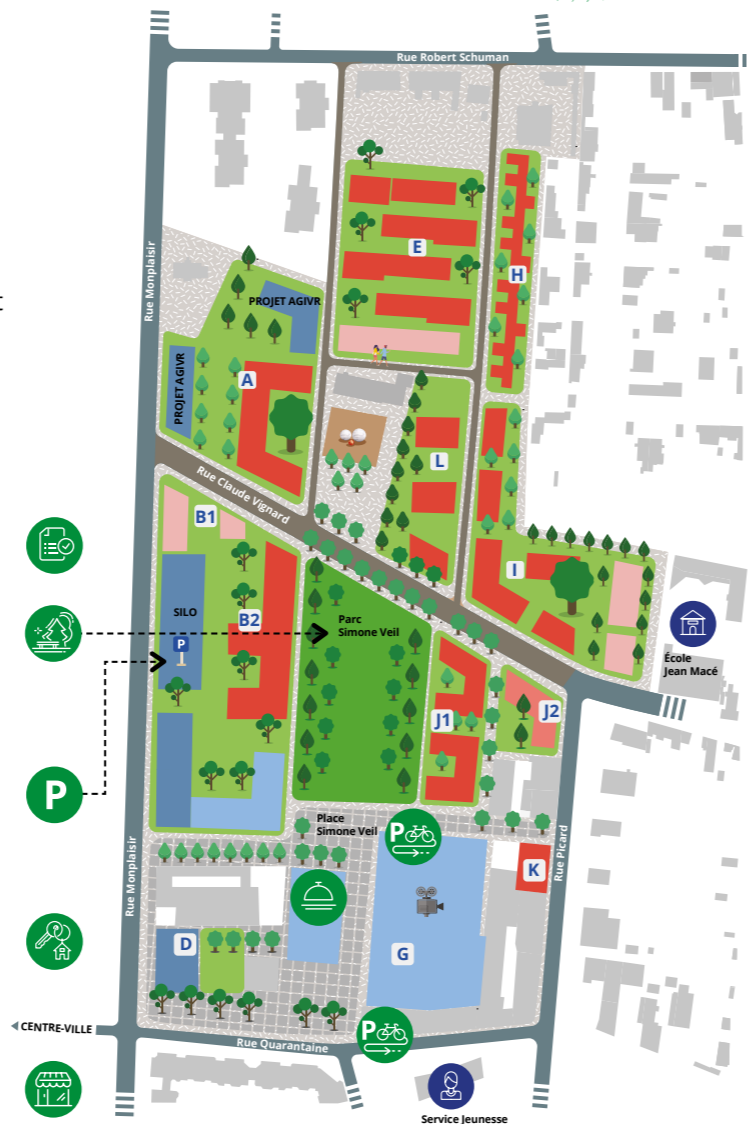 Rue Robert Schuman
Rue Monplaisir
E
H
PROJET AGIVR
PROJET AGIVR
A
L
Rue Claude Vignard
B1
I
SILO
P
B2
Parc
Simone Veil
École
Jean Macé
J1
J2
P
Place
Simone Veil
P
Rue Monplaisir
K
Rue Picard
D
G
CENTRE-VILLE
Rue Quarantaine
P
Service Jeunesse